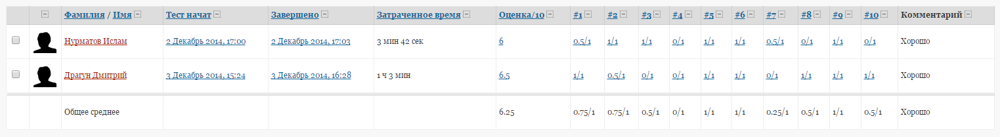 Фамилия / Имя Тест начат Завершено Затраченное время Оценка/10 #1 #2 #3 #4 #5 #6 #7 #8 #9 #10 Комментарий
Нурматов Ислам 2 Декабрь 2014, 17:00 2 Декабрь 2014, 17:03 3 мин 42 сек 6 0.5/1 1/1 1/1 0/1 1/1 1/1 0.5/1 0/1 1/1 0/1 Хорошо
Драгун Дмитрий 3 Декабрь 2014, 15:24 3 Декабрь 2014, 16:28 1 ч 3 мин 6.5 1/1 0.5/1 0/1 0/1 1/1 1/1 0/1 1/1 1/1 1/1 Хорошо
Общее среднее 6.25 0.75/1 0.75/1 0.5/1 0/1 1/1 1/1 0.25/1 0.5/1 1/1 0.5/1 Хорошо